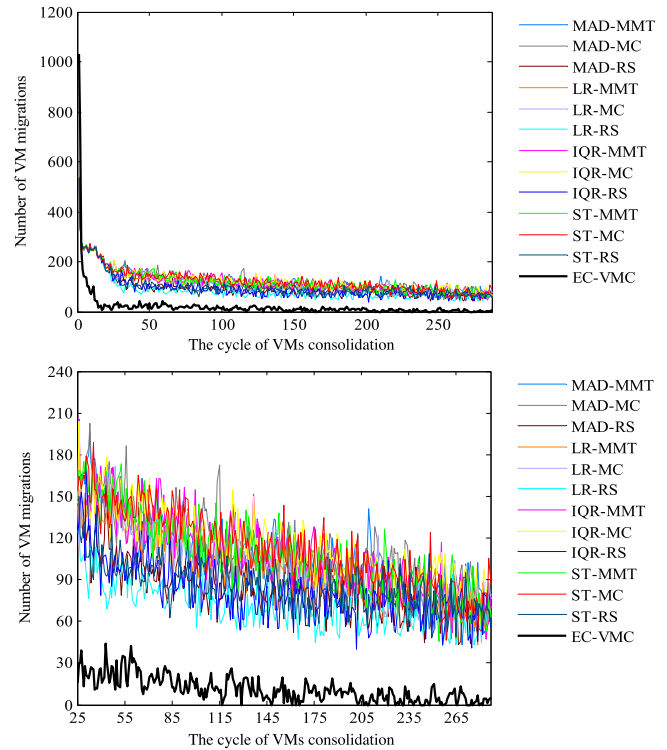 1200
1000
800
600
400
200
0
Number of VM migrations
0 50 100 150 200 250
The cycle of VMs consolidation
MAD-MMT
MAD-MC
MAD-RS
LR-MMT
LR-MC
LR-RS
IQR-MMT
IQR-MC
IQR-RS
ST-MMT
ST-MC
ST-RS
EC-VMC
240
210
180
150
120
90
60
30
0
Number of VM migrations
25 55 85 115 145 175 205 235 265
The cycle of VMs consolidation
MAD-MMT
MAD-MC
MAD-RS
LR-MMT
LR-MC
LR-RS
IQR-MMT
IQR-MC
IQR-RS
ST-MMT
ST-MC
ST-RS
EC-VMC